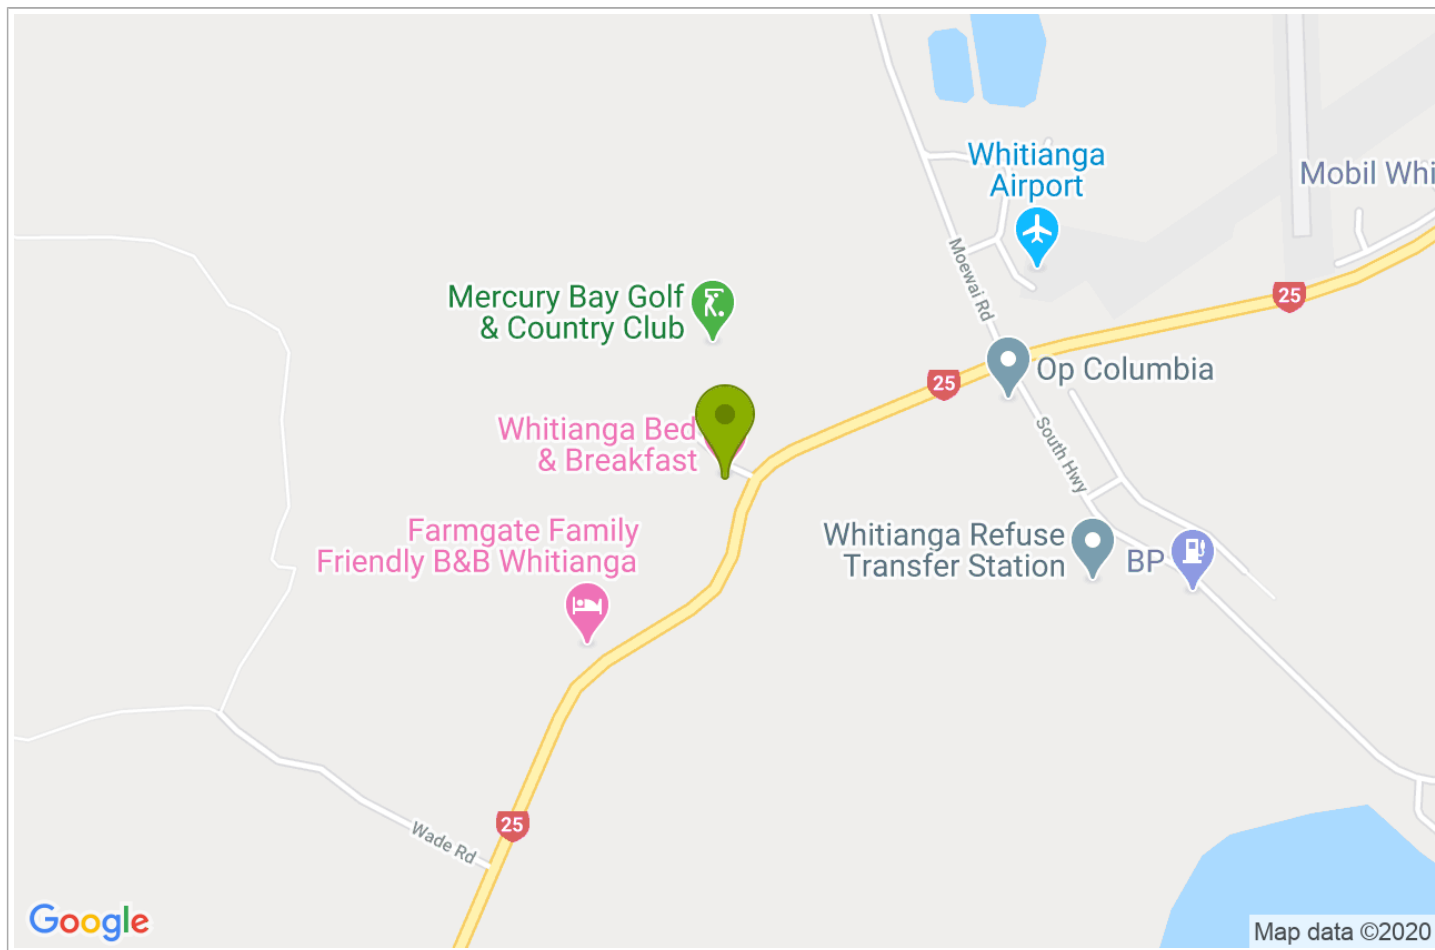 Whitianga
Airport
Mobil Whi
Moewai Rd
25
Mercury Bay Golf
& Country Club
Op Columbia
25
Whitianga Bed
& Breakfast
South Hwy
Farmgate Family
Friendly B&B Whitianga
Whitianga Refuse
Transfer Station
BP
25
Wade Rd
Google
Map data ©2020